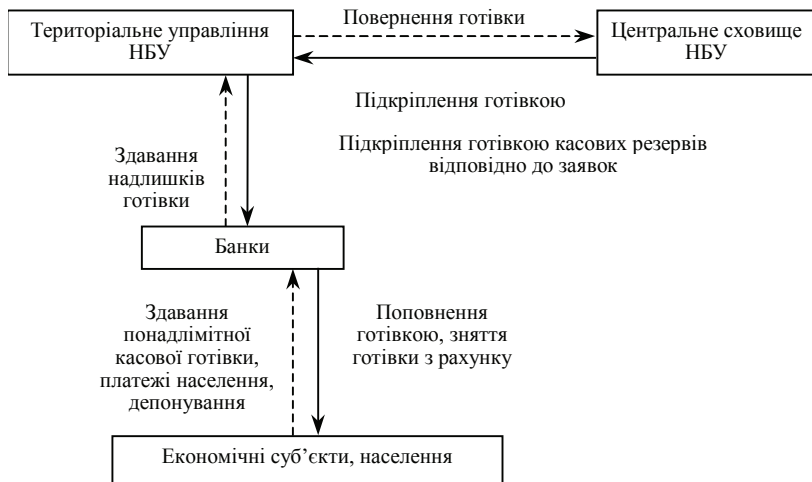 Територіальне управління
НБУ
Повернення готівки
Центральне сховище
НБУ
Підкріплення готівкою
Підкріплення готівкою касових резервів
відповідно до заявок
Здавання
надлишків
готівки
Банки
Здавання
понадлімітної
касової готівки,
платежі населення,
депонування
Поповнення
готівкою, зняття
готівки з рахунку
Економічні суб’єкти, населення